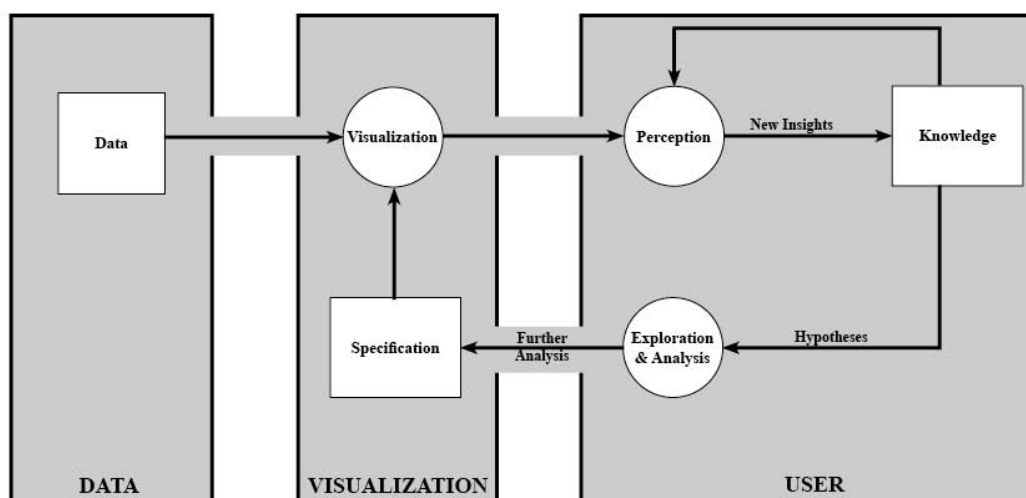 Data
Visualization
Perception
New Insights
Knowledge
Specification
Further
Analysis
Exploration
& Analysis
Hypotheses
DATA
VISUALIZATION
USER